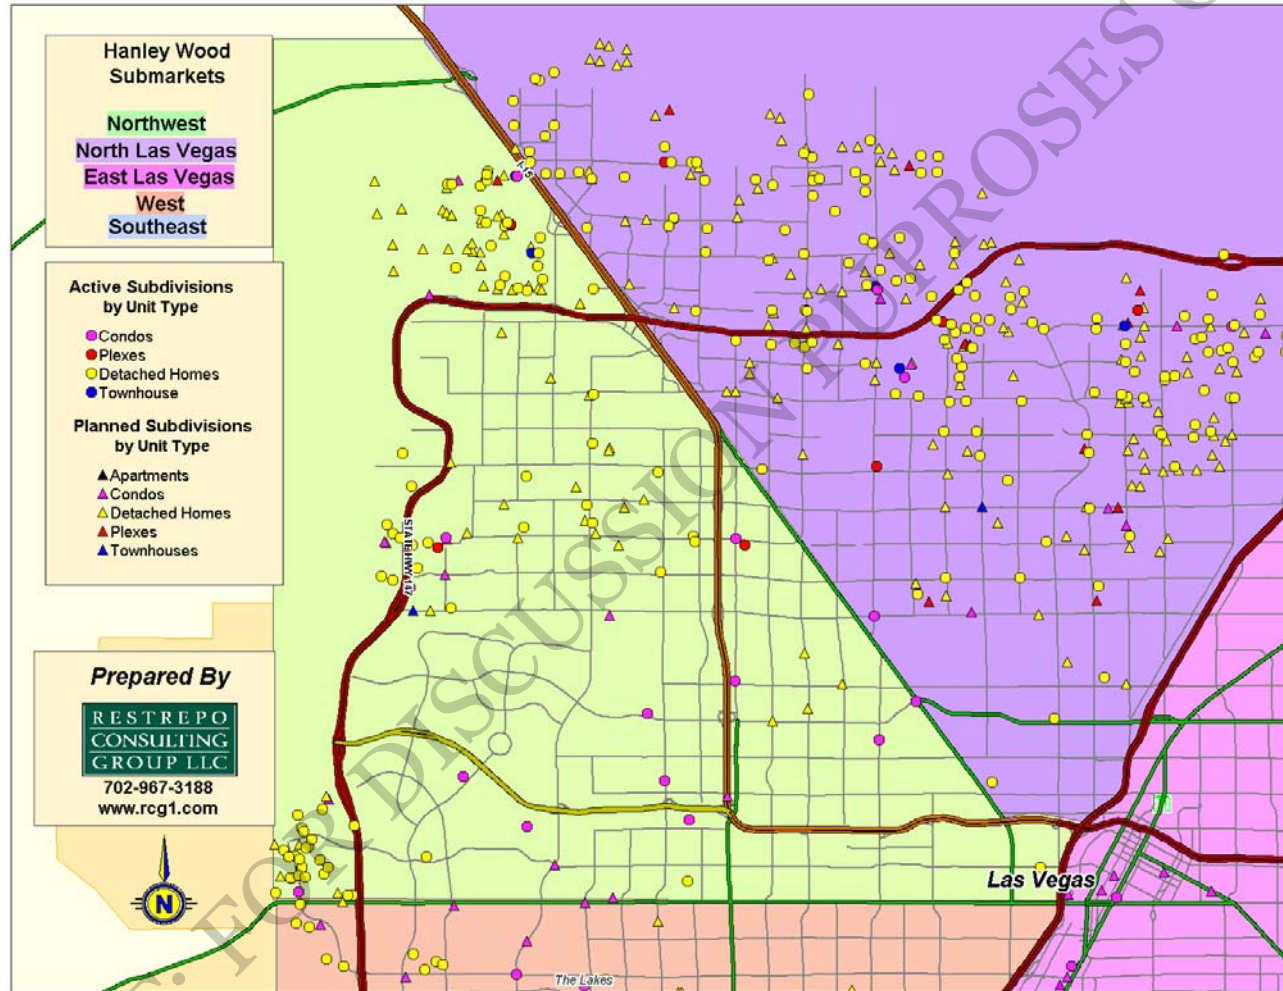 Hanley Wood
Submarkets
Northwest
North Las Vegas
East Las Vegas
West
Southeast
Active Subdivisions
by Unit Type
Condos
Plexes
Detached Homes
Townhouse
Planned Subdivisions
by Unit Type
Apartments
Condos
Detached Homes
Plexes
Townhouses
Prepared By
RESTREPO
CONSULTING
GROUP LLC
702-967-3188
www.rcg1.com
N
I-15
STATE HWY 147
Las Vegas
The Lakes
FOR DISCUSSION PUPROSES